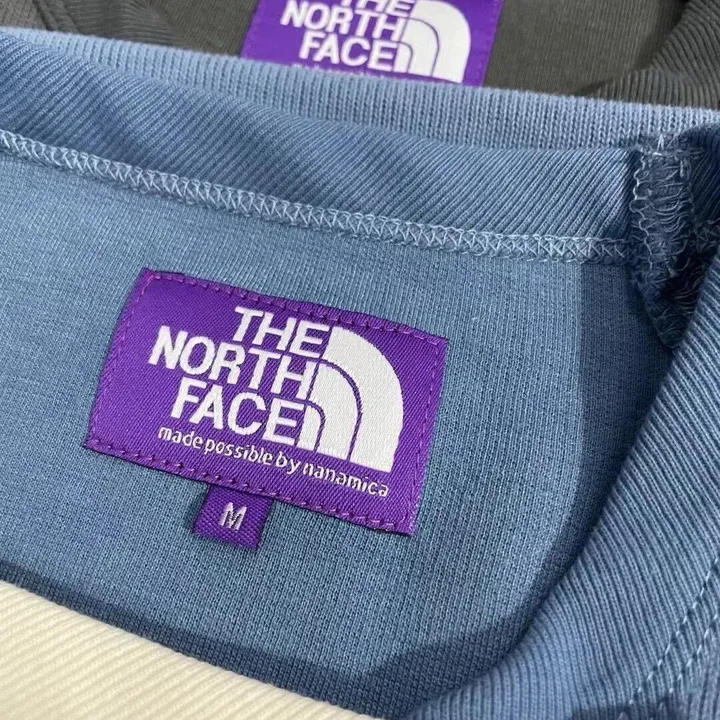 THE
NORTH
FACE
THE
NORTH
FACE
made possible by nanamica
M